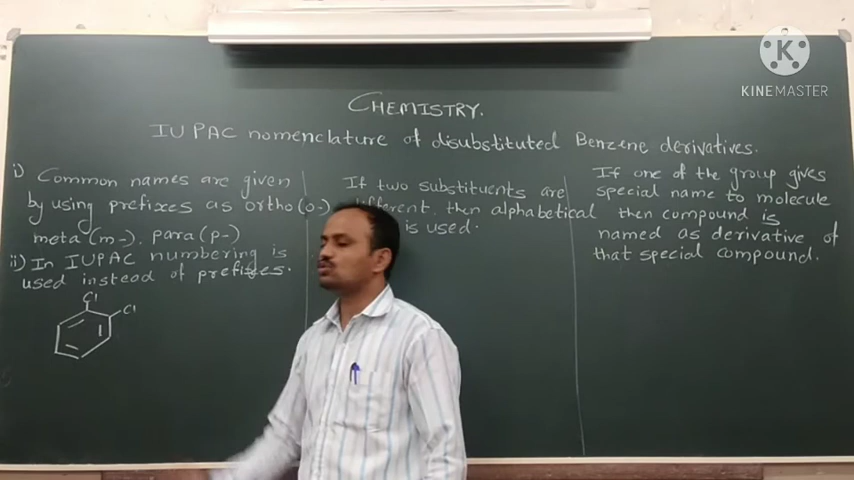 CHEMISTRY.
IUPAC nomenclature of disubstituted Benzene derivatives.
i) Common names are given
by using prefixes as ortho (o-)
meta (m-), para (p-)
ii) In IUPAC numbering is
used instead of prefixes.
Cl
Cl
If two substituents are
different, then alphabetical
is used.
If one of the group gives
special name to molecule
then compound is
named as derivative of
that special compound.
K
KINEMASTER